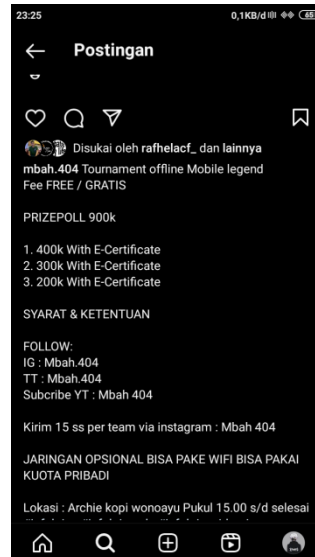 23:25
0,1KB/d
65
Postingan
Disukai oleh rafhelacf_ dan lainnya
mbah.404 Tournament offline Mobile legend
Fee FREE / GRATIS
PRIZEPOLL 900k
1. 400k With E-Certificate
2. 300k With E-Certificate
3. 200k With E-Certificate
SYARAT & KETENTUAN
FOLLOW:
IG : Mbah.404
TT : Mbah.404
Subcribe YT : Mbah 404
Kirim 15 ss per team via instagram : Mbah 404
JARINGAN OPSIONAL BISA PAKE WIFI BISA PAKAI
KUOTA PRIBADI
Lokasi : Archie kopi wonoayu Pukul 15.00 s/d selesai